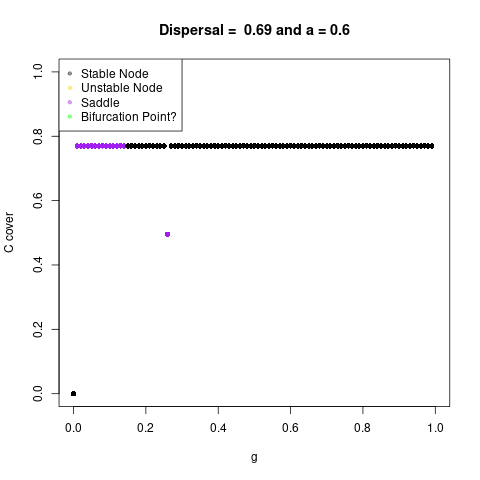 Dispersal =  0.69 and a = 0.6
Stable Node
Unstable Node
Saddle
Bifurcation Point?
C cover
1.0
0.8
0.6
0.4
0.2
0.0
0.0 0.2 0.4 0.6 0.8 1.0
g